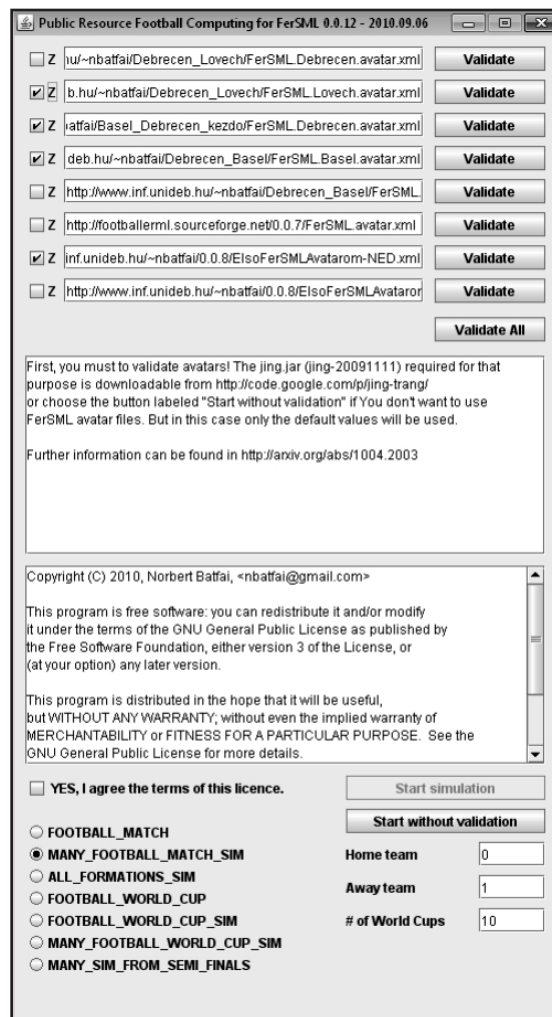 Public Resource Football Computing for FerSML 0.0.12 - 2010.09.06
Z ıu/~nbatfai/Debrecen_Lovech/FerSML.Debrecen.avatar.xml Validate
Z b.hu/~nbatfai/Debrecen_Lovech/FerSML.Lovech.avatar.xml Validate
Z ıatfai/Basel_Debrecen_kezdo/FerSML.Debrecen.avatar.xml Validate
Z deb.hu/~nbatfai/Debrecen_Basel/FerSML.Basel.avatar.xml Validate
Z http://www.inf.unideb.hu/~nbatfai/Debrecen_Basel/FerSML. Validate
Z http://footballerml.sourceforge.net/0.0.7/FerSML.avatar.xml Validate
Z inf.unideb.hu/~nbatfai/0.0.8/ElsoFerSMLAvatarom-NED.xml Validate
Z http://www.inf.unideb.hu/~nbatfai/0.0.8/ElsoFerSMLAvataror Validate
Validate All
First, you must to validate avatars! The jing.jar (jing-20091111) required for that
purpose is downloadable from http://code.google.com/p/jing-trang/
or choose the button labeled "Start without validation" if You don't want to use
FerSML avatar files. But in this case only the default values will be used.
Further information can be found in http://arxiv.org/abs/1004.2003
Copyright (C) 2010, Norbert Batfai, <nbatfai@gmail.com>
This program is free software: you can redistribute it and/or modify
it under the terms of the GNU General Public License as published by
the Free Software Foundation, either version 3 of the License, or
(at your option) any later version.
This program is distributed in the hope that it will be useful,
but WITHOUT ANY WARRANTY; without even the implied warranty of
MERCHANTABILITY or FITNESS FOR A PARTICULAR PURPOSE. See the
GNU General Public License for more details.
YES, I agree the terms of this licence.
Start simulation
Start without validation
FOOTBALL_MATCH
MANY_FOOTBALL_MATCH_SIM
ALL_FORMATIONS_SIM
FOOTBALL_WORLD_CUP
FOOTBALL_WORLD_CUP_SIM
MANY_FOOTBALL_WORLD_CUP_SIM
MANY_SIM_FROM_SEMI_FINALS
Home team 0
Away team 1
# of World Cups 10